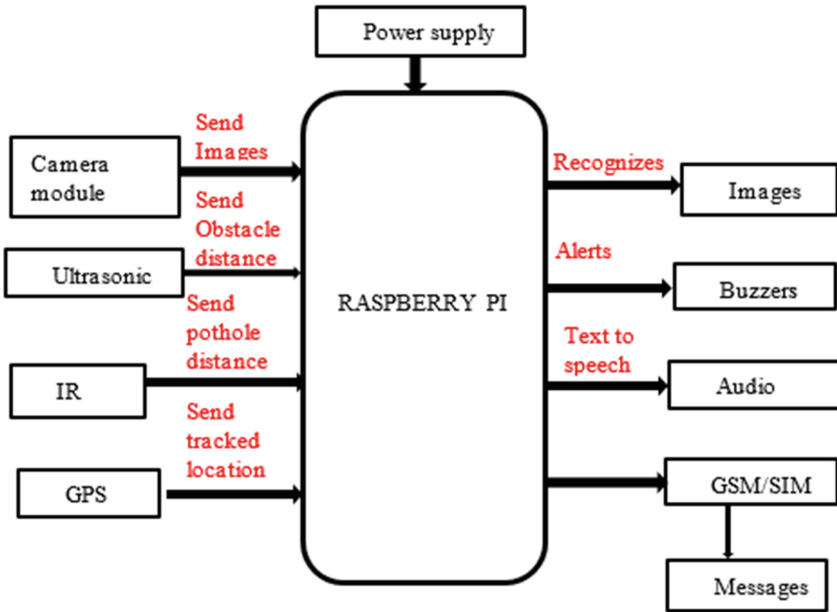 Power supply
Send
Images
Camera
module
Send
Obstacle
distance
Ultrasonic
Send
pothole
distance
IR
Send
tracked
location
GPS
RASPBERRY PI
Recognizes
Images
Alerts
Buzzers
Text to
speech
Audio
GSM/SIM
Messages